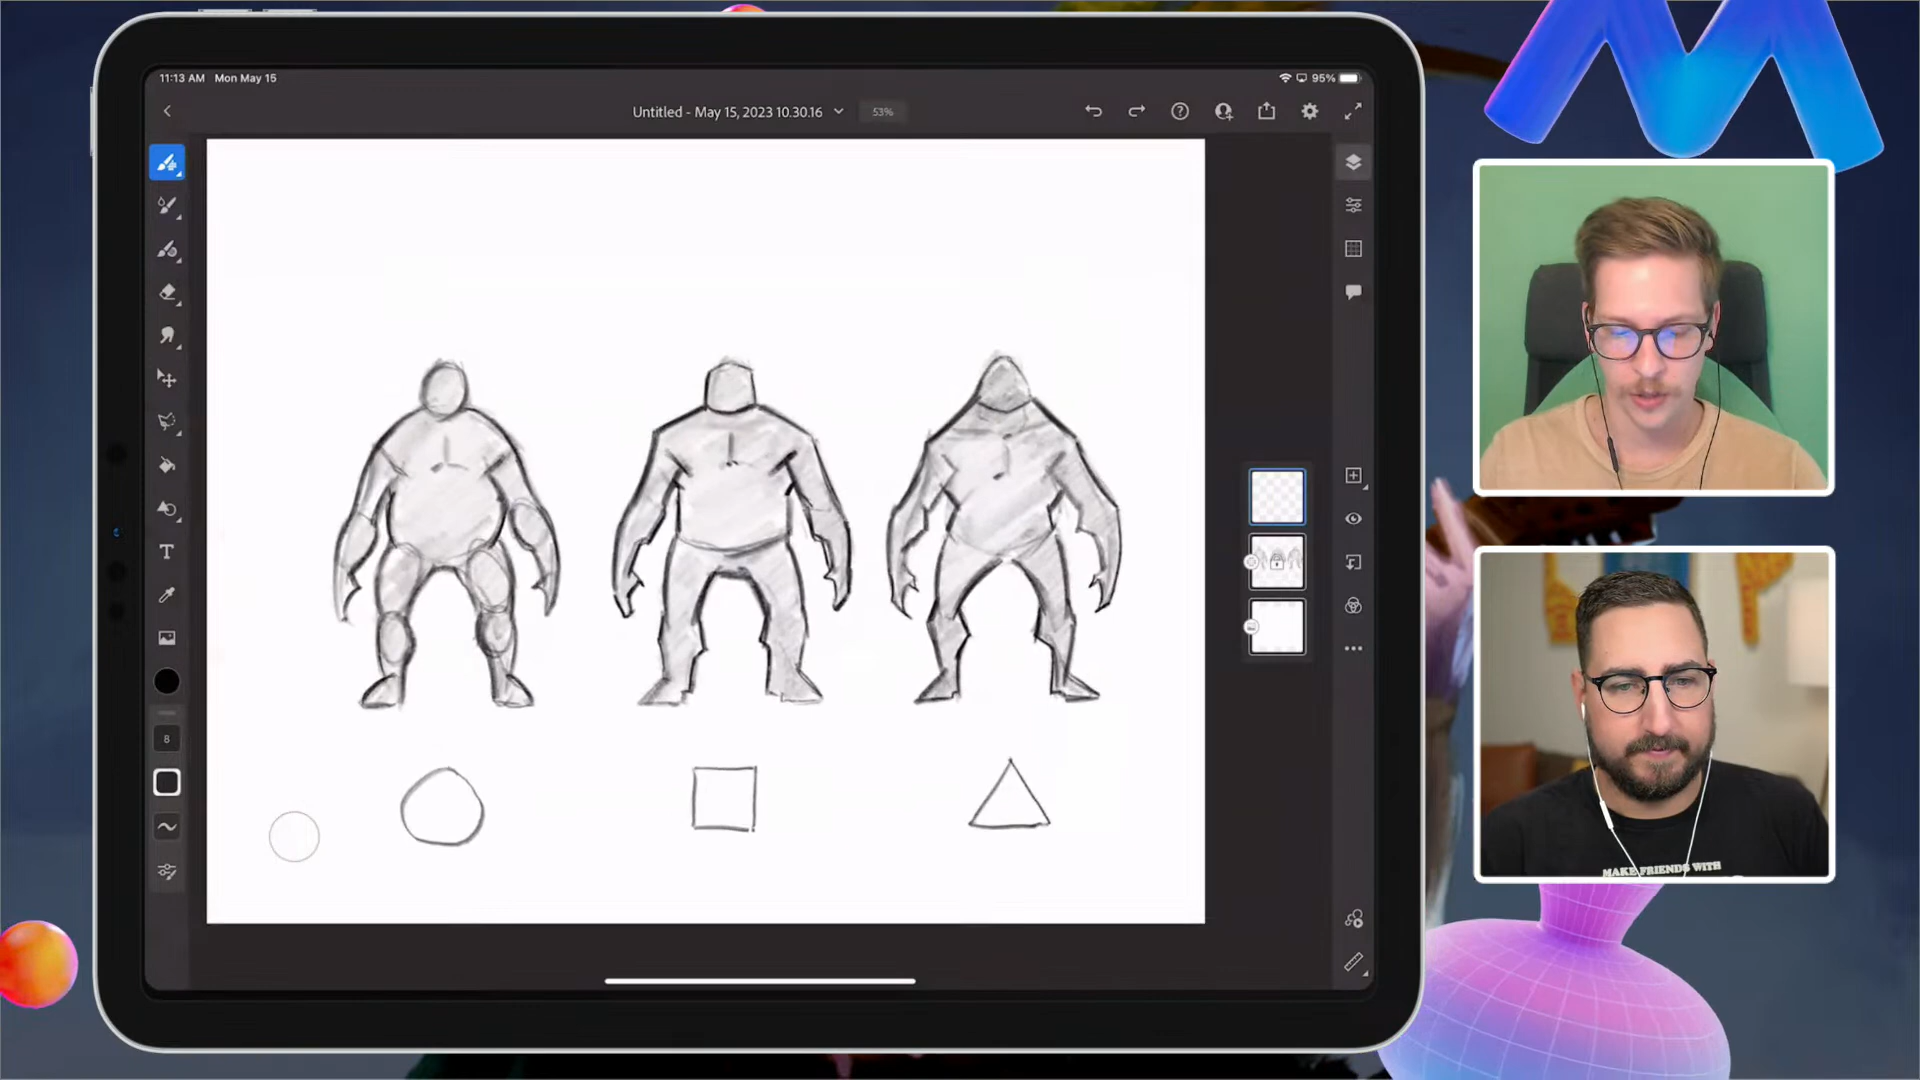 11:13 AM Mon May 15
95%
Untitled - May 15, 2023 10.30.16
53%
T
8
MAKE FRIENDS WITH